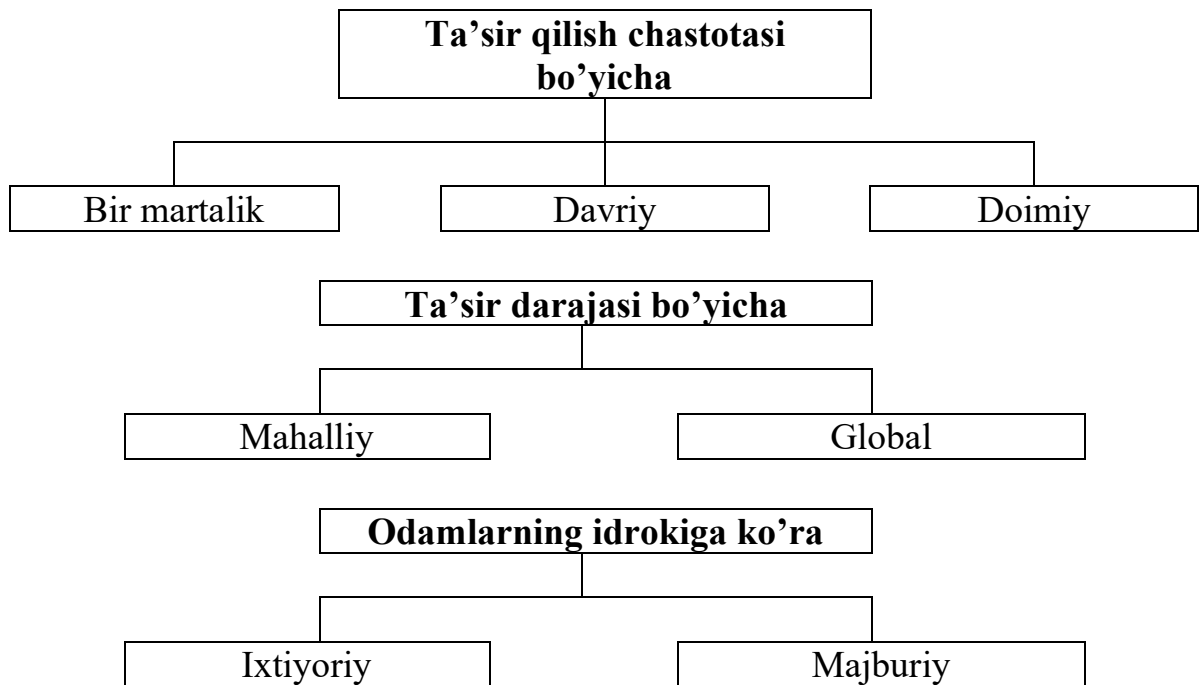 Ta’sir qilish chastotasi
bo’yicha
Bir martalik
Davriy
Doimiy
Ta’sir darajasi bo’yicha
Mahalliy
Global
Odamlarning idrokiga ko’ra
Ixtiyoriy
Majburiy